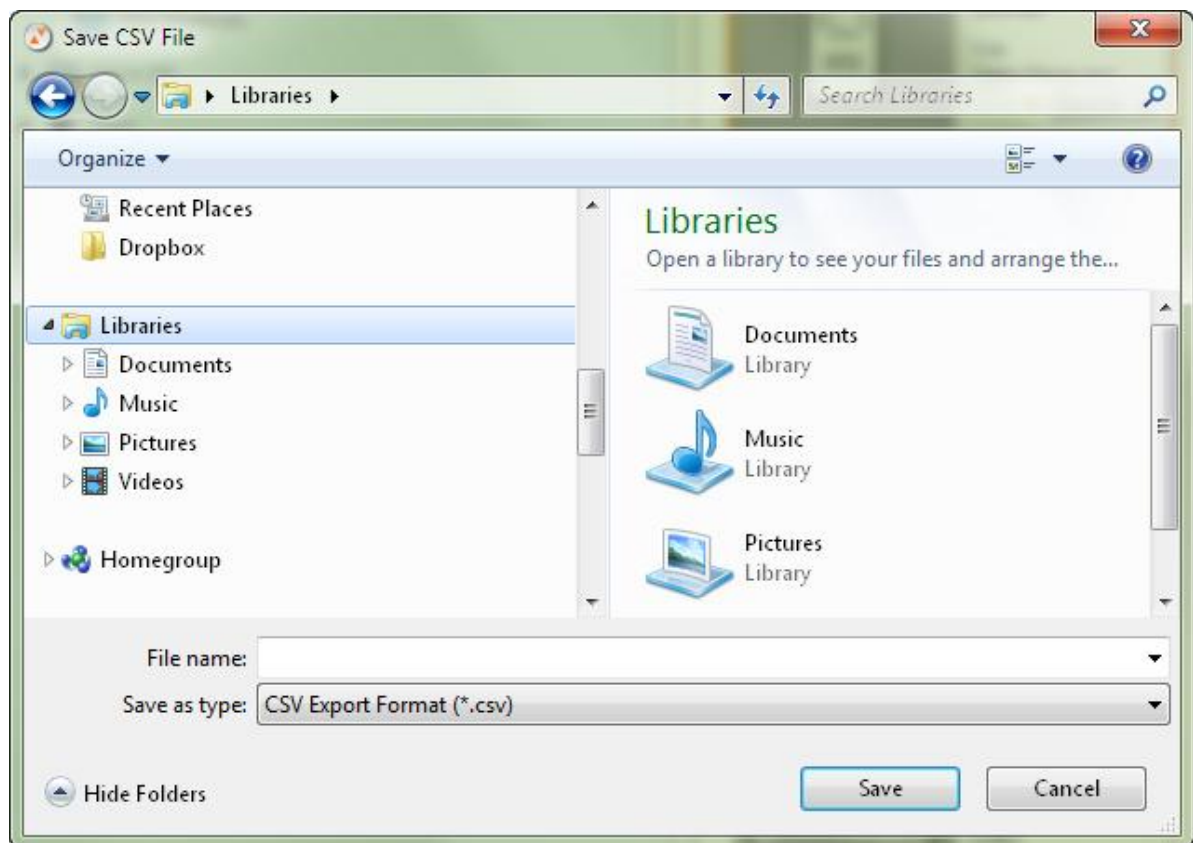 Save CSV File
Libraries
Search Libraries
Organize
Recent Places
Dropbox
Libraries
Documents
Music
Pictures
Videos
Homegroup
Libraries
Open a library to see your files and arrange the...
Documents
Library
Music
Library
Pictures
Library
File name:
Save as type: CSV Export Format (*.csv)
Hide Folders
Save Cancel